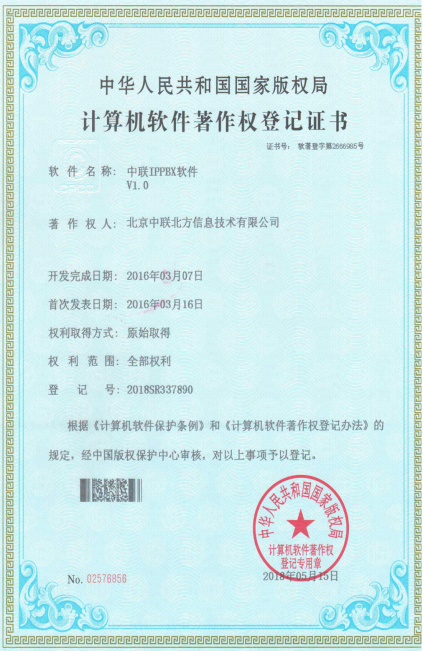 中华人民共和国国家版权局
计算机软件著作权登记证书
证书号： 软著登字第2666985号
软件名称： 中联IPPBX软件
V1.0
著作权人： 北京中联北方信息技术有限公司
开发完成日期： 2016年03月07日
首次发表日期： 2016年03月16日
权利取得方式： 原始取得
权利范围： 全部权利
登记号： 2018SR337890
根据《计算机软件保护条例》和《计算机软件著作权登记办法》的
规定，经中国版权保护中心审核，对以上事项予以登记。
中华人民共和国国家版权局
计算机软件著作权
登记专用章
No. 02576856
2018年05月15日